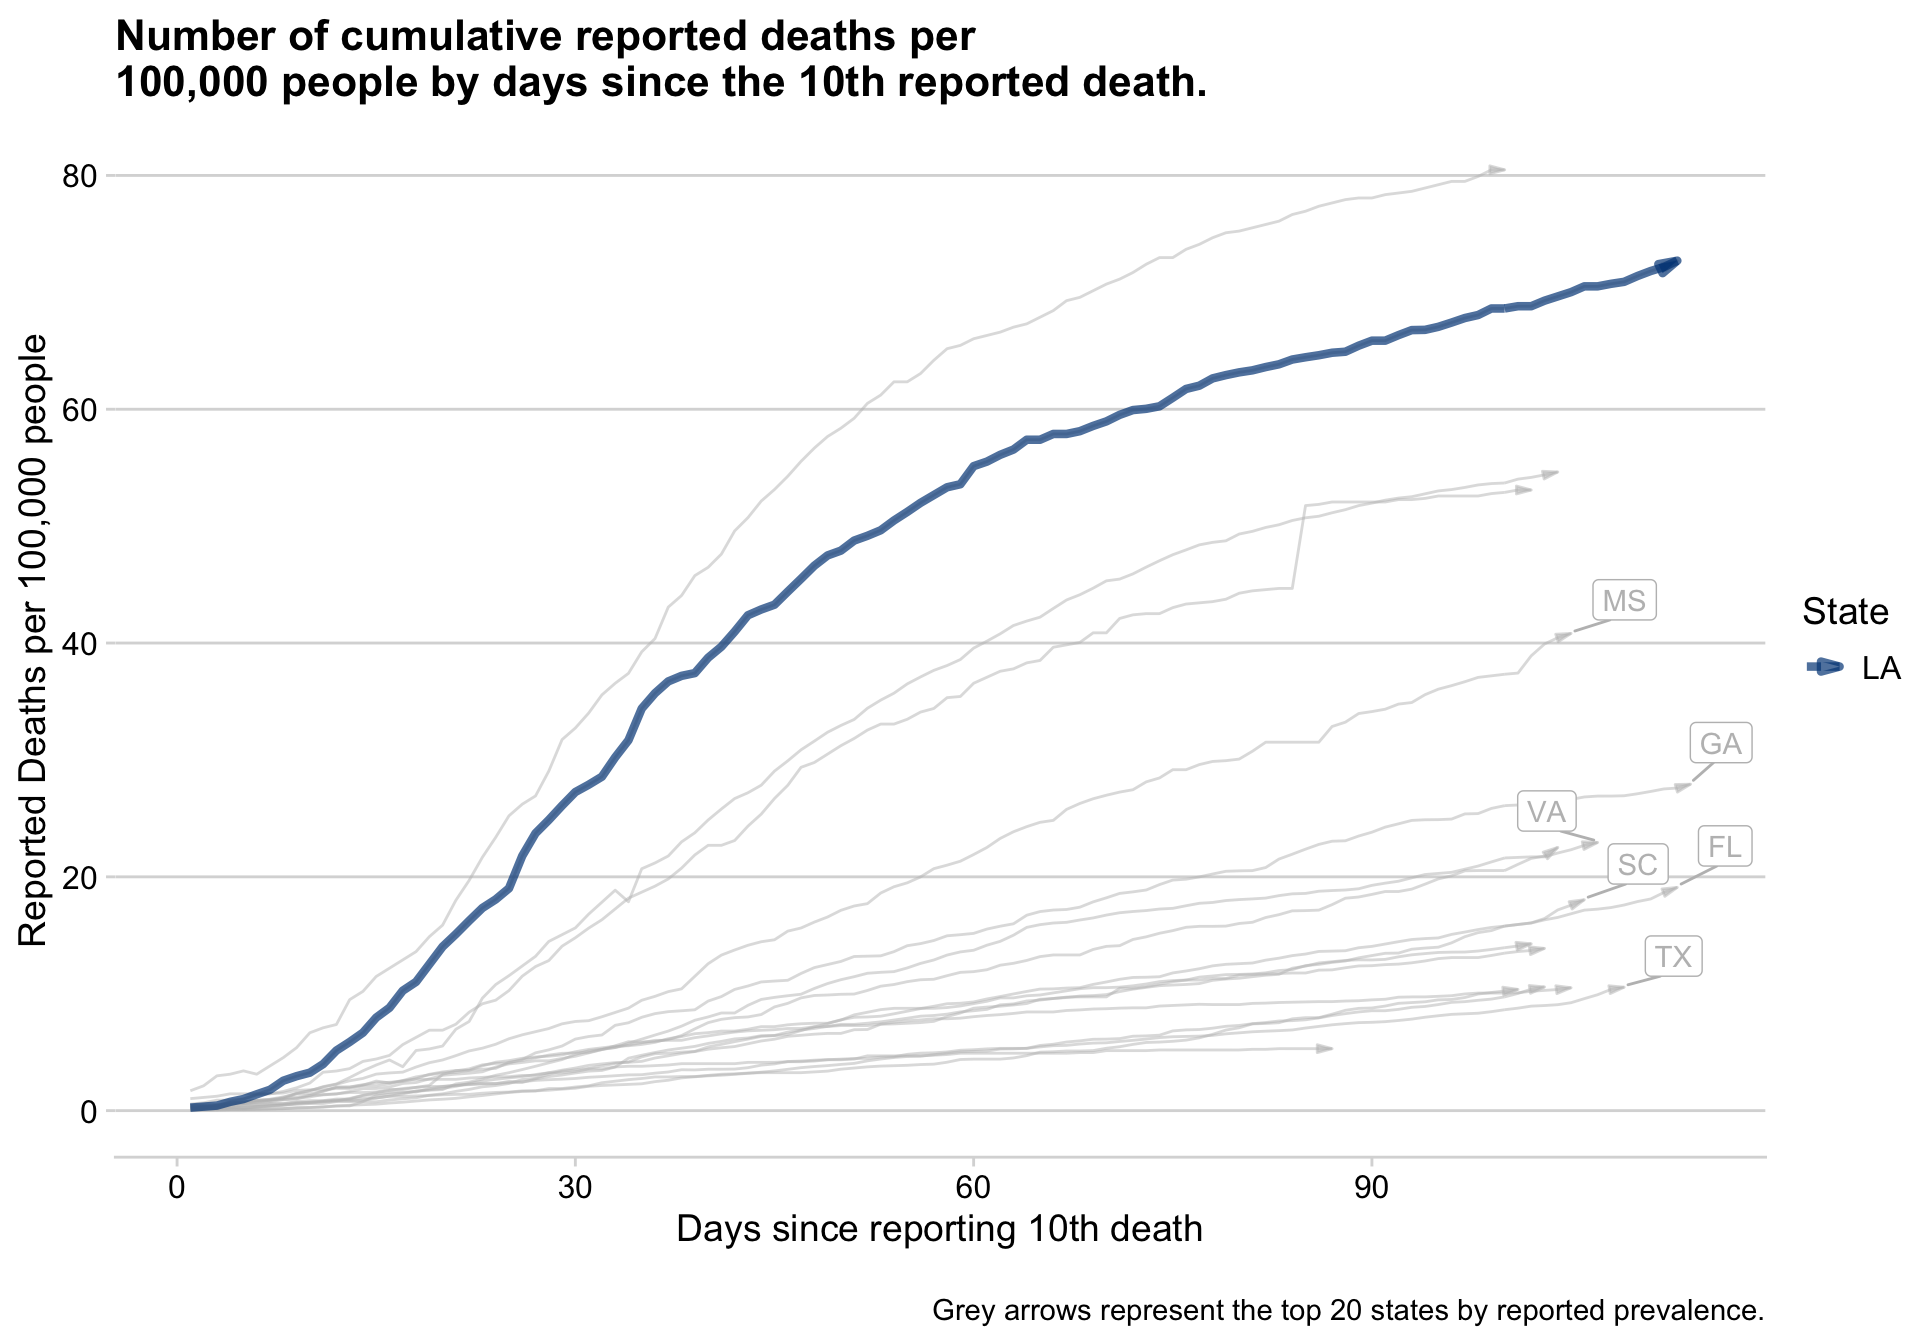 Number of cumulative reported deaths per
100,000 people by days since the 10th reported death.
Reported Deaths per 100,000 people
80
60
40
20
0
MS
GA
VA
FL
SC
TX
State
LA
0 30 60 90
Days since reporting 10th death
Grey arrows represent the top 20 states by reported prevalence.